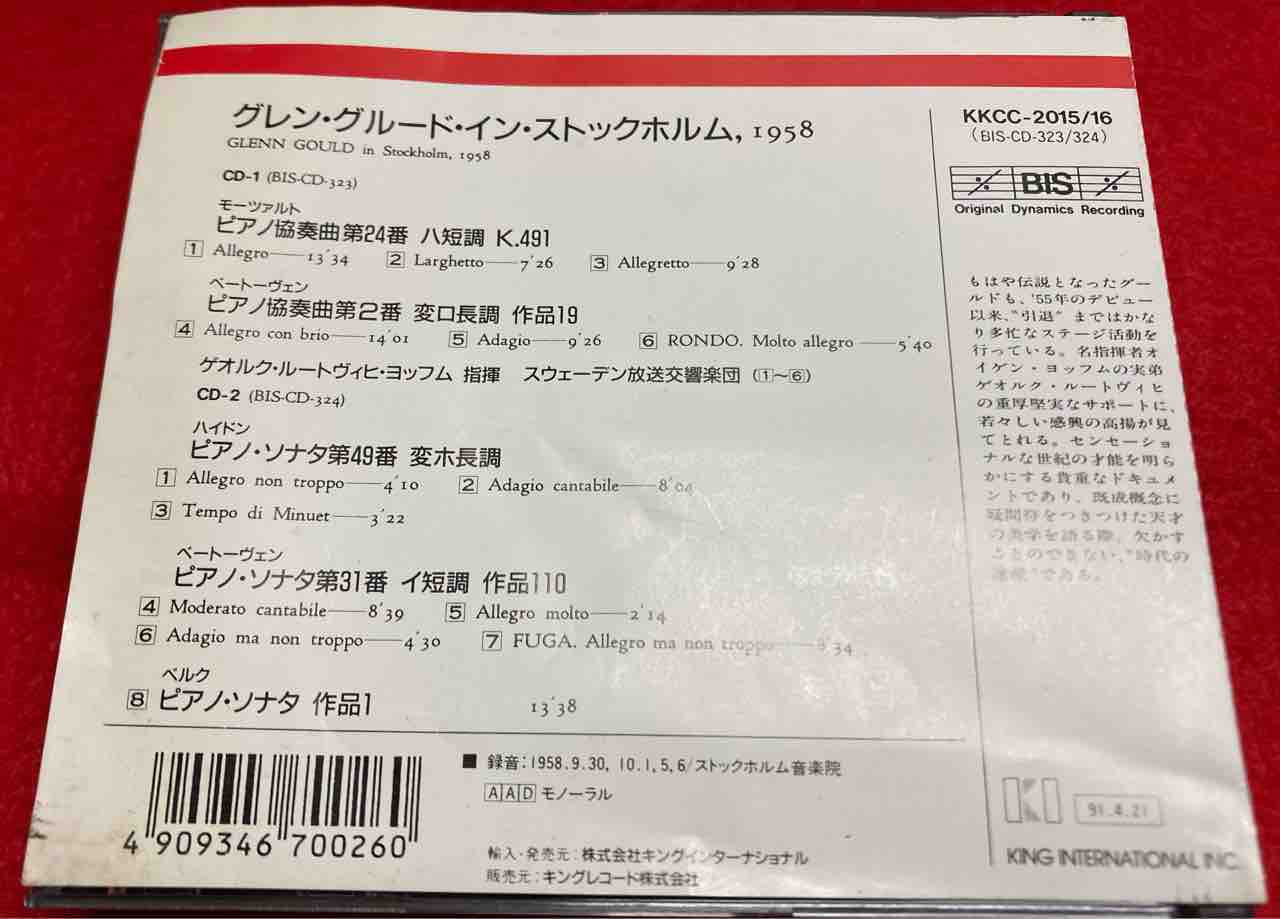 グレン・グルード・イン・ストックホルム, 1958
GLENN GOULD in Stockholm, 1958
CD-1 (BIS-CD-323)
モーツァルト
ピアノ協奏曲第24番 ハ短調 K.491
1 Allegro——13′34 2 Larghetto——7′26 3 Allegretto——9′28
ベートーヴェン
ピアノ協奏曲第2番 変ロ長調 作品19
4 Allegro con brio——14′01 5 Adagio——9′26 6 RONDO. Molto allegro——5′40
ゲオルク・ルートヴィヒ・ヨッフム 指揮 スウェーデン放送交響楽団 (1〜6)
CD-2 (BIS-CD-324)
ハイドン
ピアノ・ソナタ第49番 変ホ長調
1 Allegro non troppo——4′10 2 Adagio cantabile——8′04
3 Tempo di Minuet——3′22
ベートーヴェン
ピアノ・ソナタ第31番 イ短調 作品110
4 Moderato cantabile——8′39 5 Allegro molto——2′14
6 Adagio ma non troppo——4′30 7 FUGA. Allegro ma non troppo——8′34
ベルク
8 ピアノ・ソナタ 作品1 13′38
4 909346 700260
■ 録音：1958.9.30, 10.1, 5, 6/ストックホルム音楽院
AAD モノーラル
輸入・発売元：株式会社キングインターナショナル
販売元：キングレコード株式会社
KKCC-2015/16
(BIS-CD-323/324)
BIS
Original Dynamics Recording
もはや伝説となったグー
ルドも、'55年のデビュー
以来、“引退”まではかな
り多忙なステージ活動を
行っている。名指揮者オ
イゲン・ヨッフムの実弟
ゲオルク・ルートヴィヒ
の重厚堅実なサポートに、
若々しい感興の高揚が見
てとれる。センセーショ
ナルな世紀の才能を明ら
かにする貴重なドキュメ
ントであり、既成概念に
疑問符をつきつけた天才
の美学を語る際、欠かす
ことのできない、“時代の
”である。
KI 91.4.21
KING INTERNATIONAL INC.